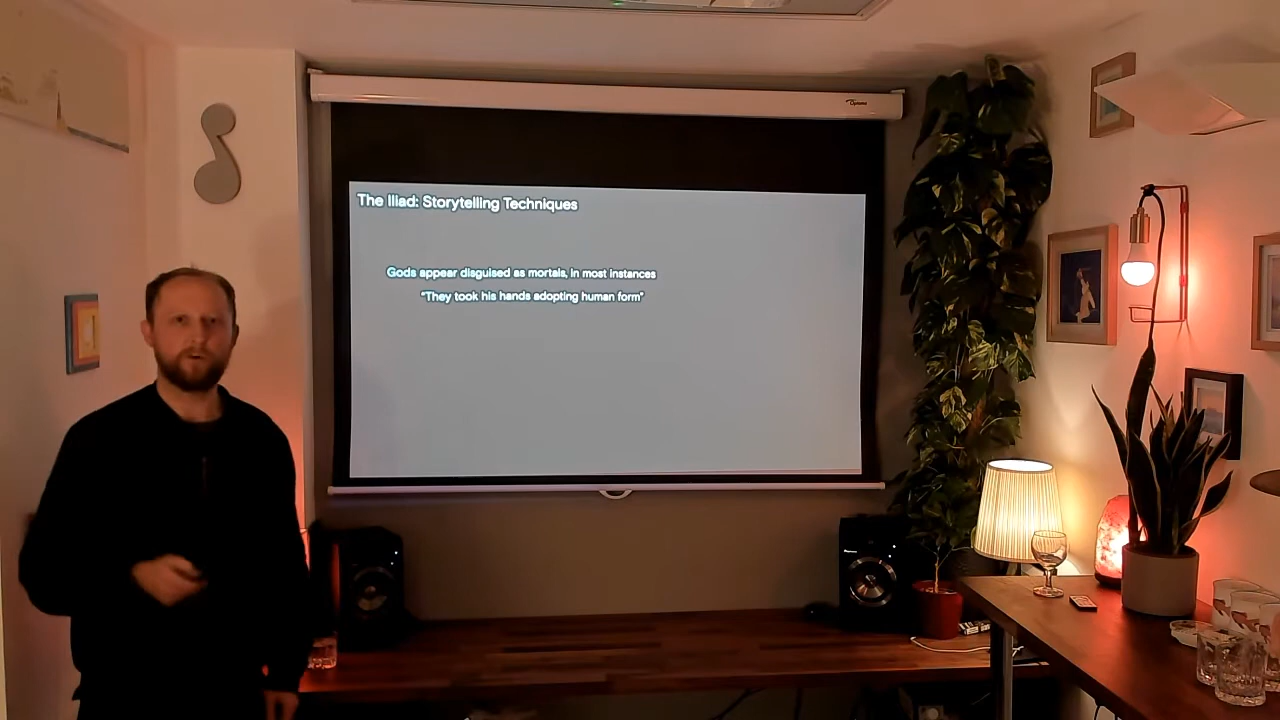 Optoma
The Iliad: Storytelling Techniques
Gods appear disguised as mortals, in most instances
"They took his hands adopting human form"